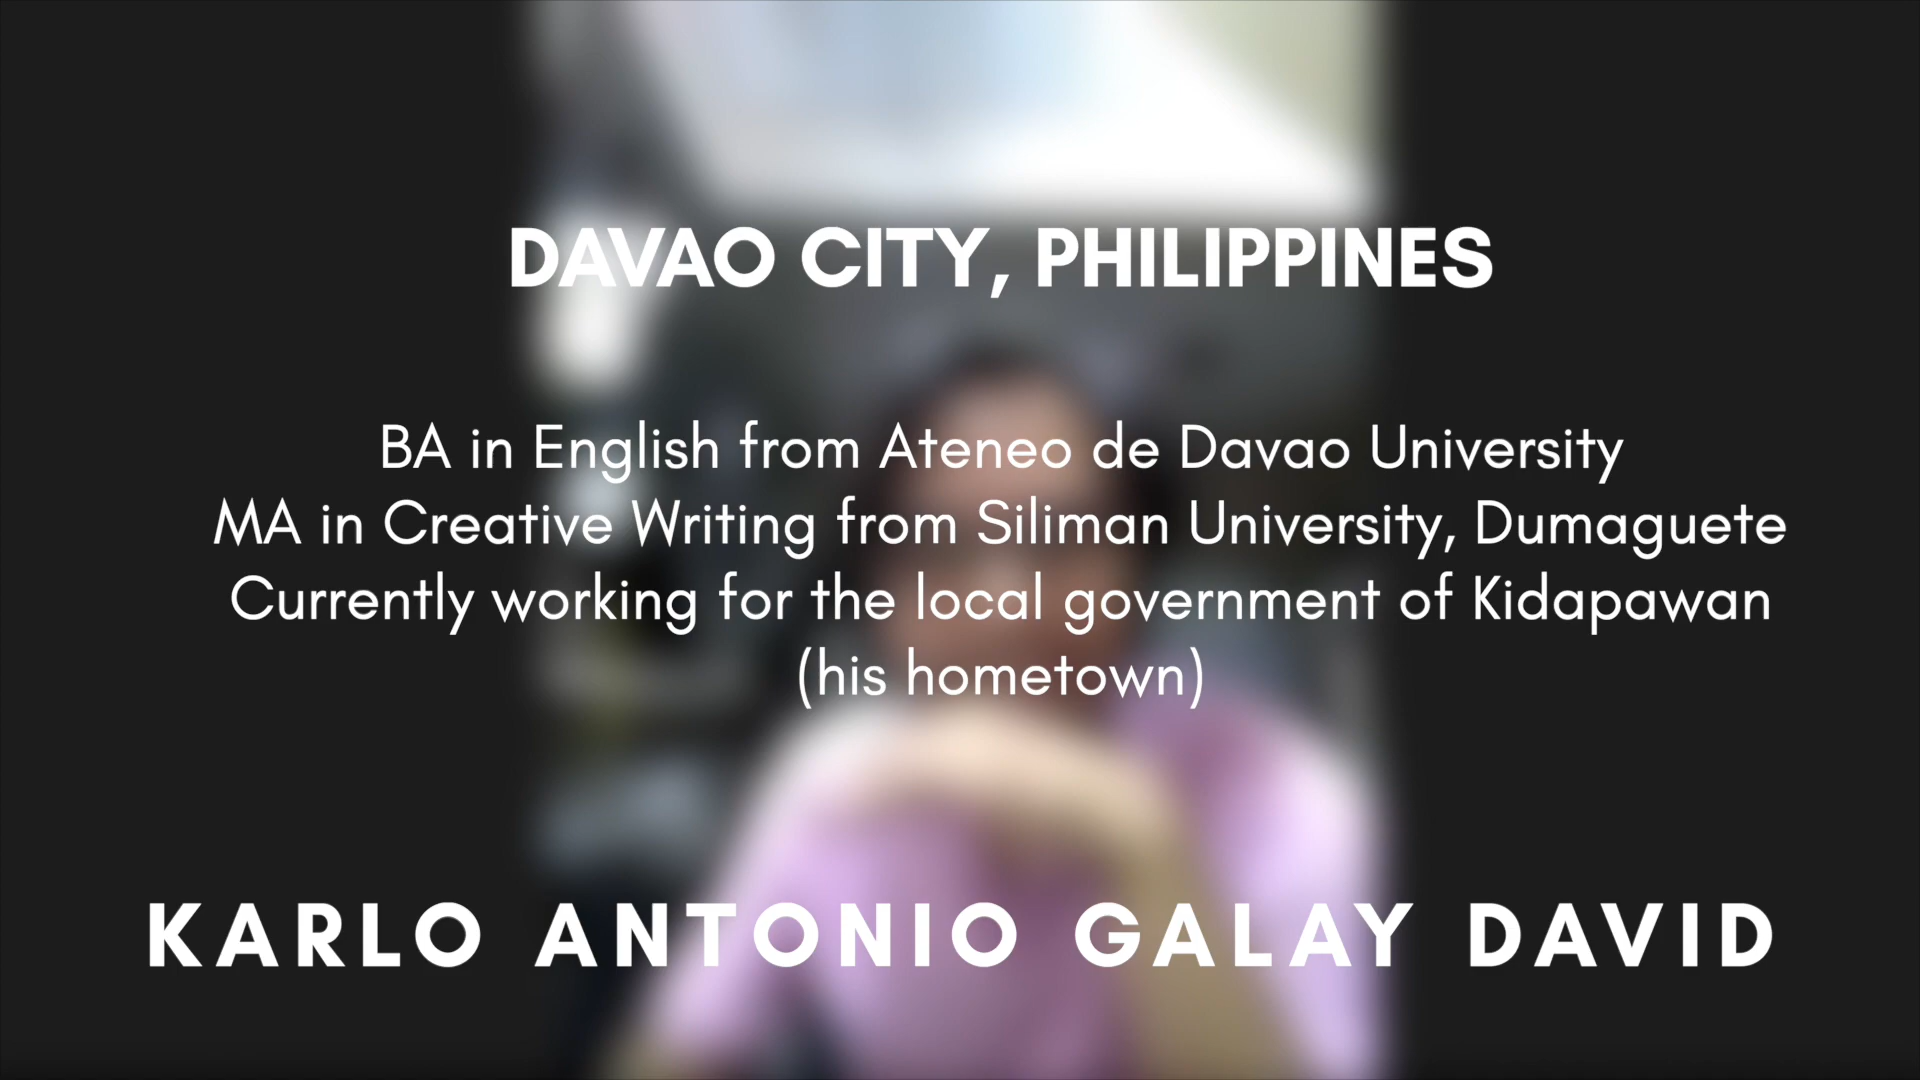 DAVAO CITY, PHILIPPINES
BA in English from Ateneo de Davao University
MA in Creative Writing from Siliman University, Dumaguete
Currently working for the local government of Kidapawan
(his hometown)
KARLO ANTONIO GALAY DAVID